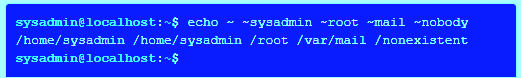 sysadmin@localhost:~$ echo ~ ~sysadmin ~root ~mail ~nobody
/home/sysadmin /home/sysadmin /root /var/mail /nonexistent
sysadmin@localhost:~$